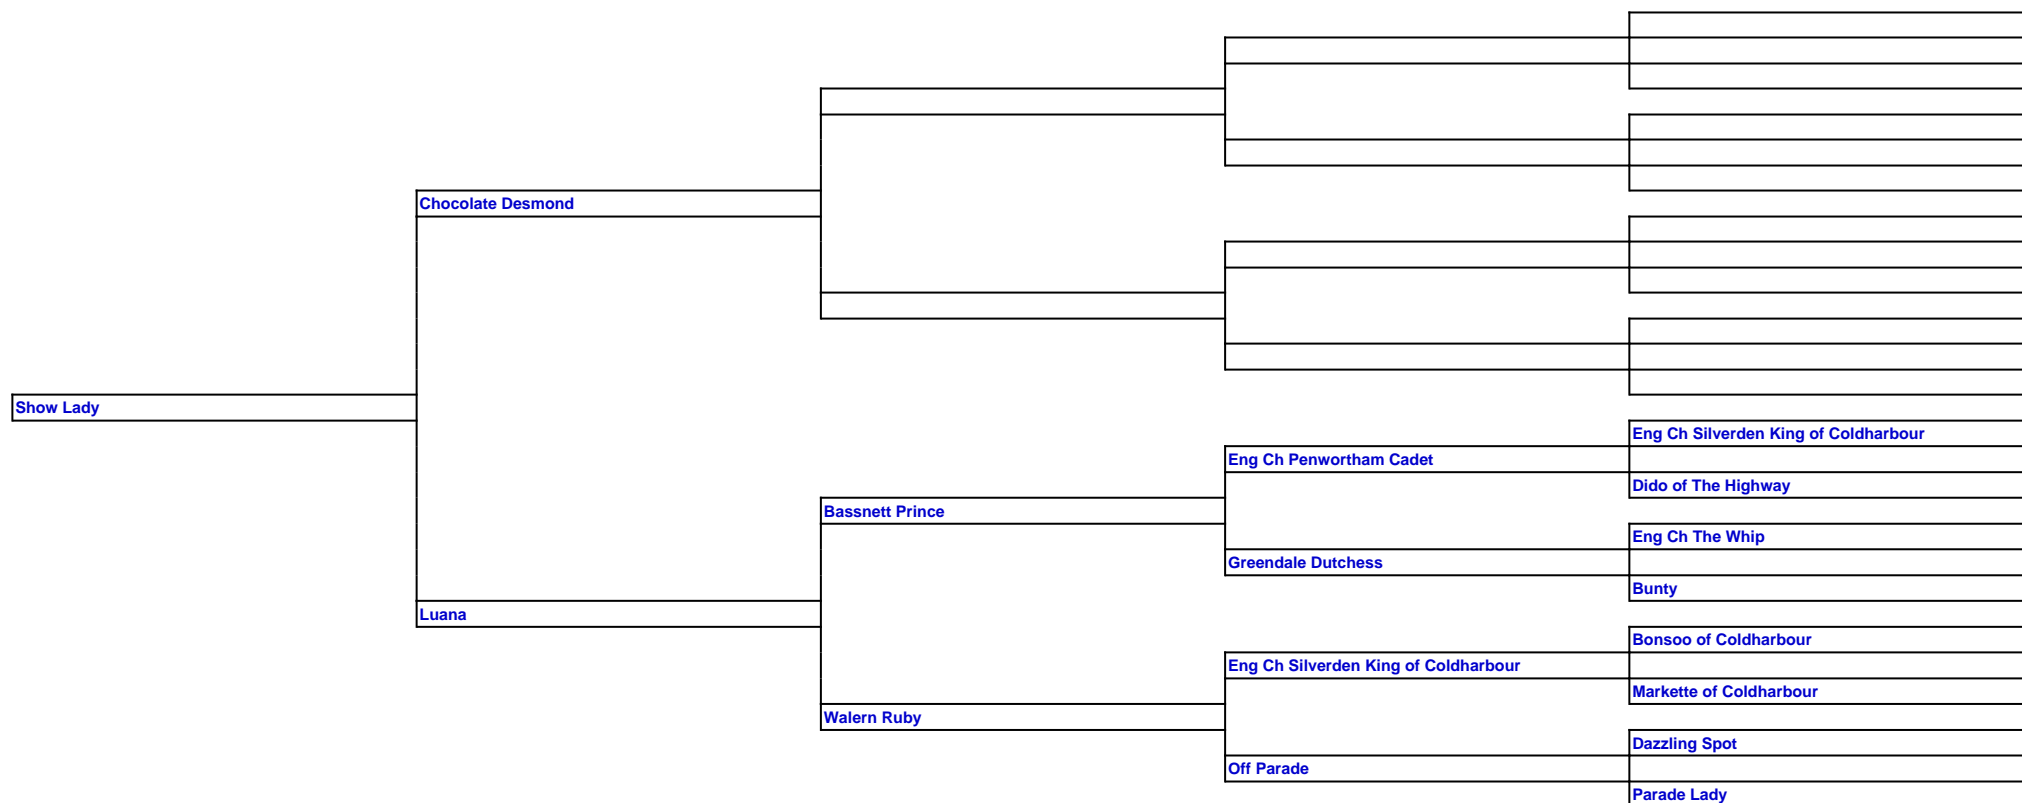 Chocolate Desmond
Show Lady
Eng Ch Silverden King of Coldharbour
Eng Ch Penwortham Cadet
Dido of The Highway
Bassnett Prince
Eng Ch The Whip
Greendale Dutchess
Bunty
Luana
Bonsoo of Coldharbour
Eng Ch Silverden King of Coldharbour
Markette of Coldharbour
Walern Ruby
Dazzling Spot
Off Parade
Parade Lady